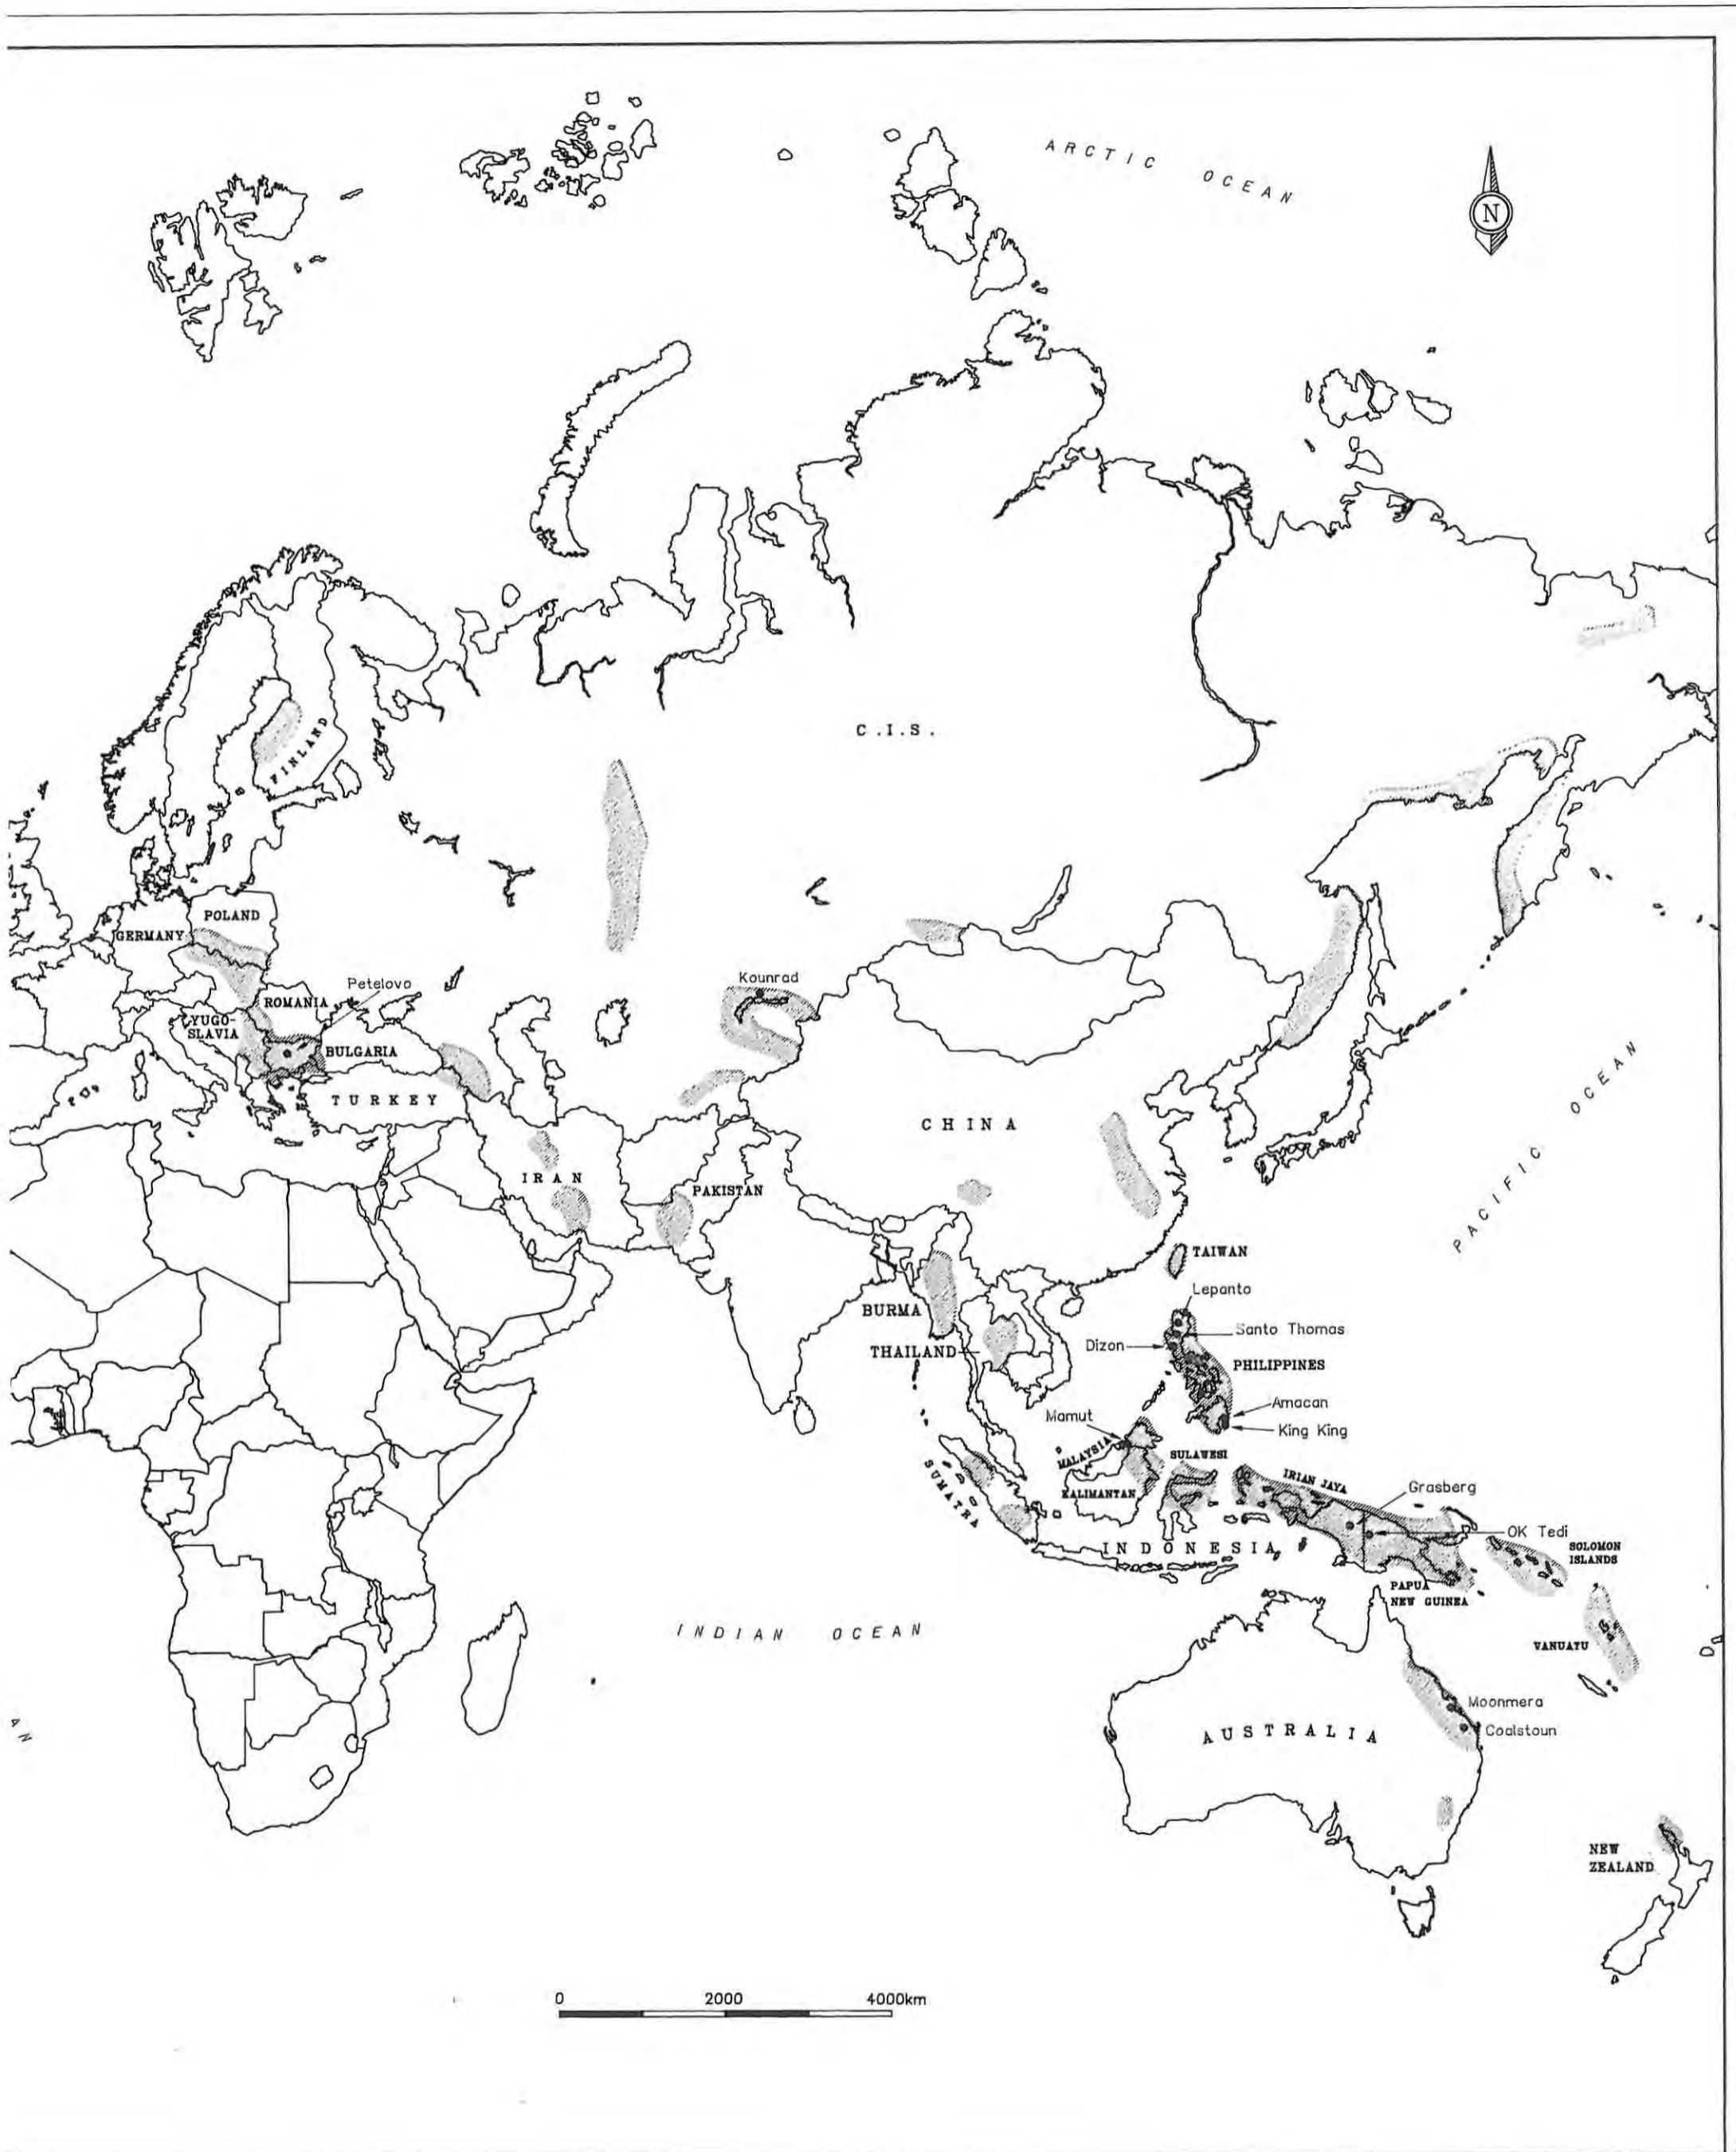 ARCTIC OCEAN
N
C.I.S.
FINLAND
POLAND
GERMANY
Petelovo
Kounrad
ROMANIA
YUGO-
SLAVIA
BULGARIA
TURKEY
PACIFIC OCEAN
CHINA
IRAN
PAKISTAN
TAIWAN
Lepanto
BURMA
Santo Thomas
Dizon
THAILAND
PHILIPPINES
Amacan
Mamut
King King
MALAYSIA
SULAWESI
SUMATRA
IRIAN JAYA
Grasberg
KALIMANTAN
OK Tedi
INDONESIA
SOLOMON
ISLANDS
PAPUA
NEW GUINEA
INDIAN OCEAN
VANUATU
Moonmera
AN
Coalstoun
AUSTRALIA
NEW
ZEALAND
0 2000 4000km